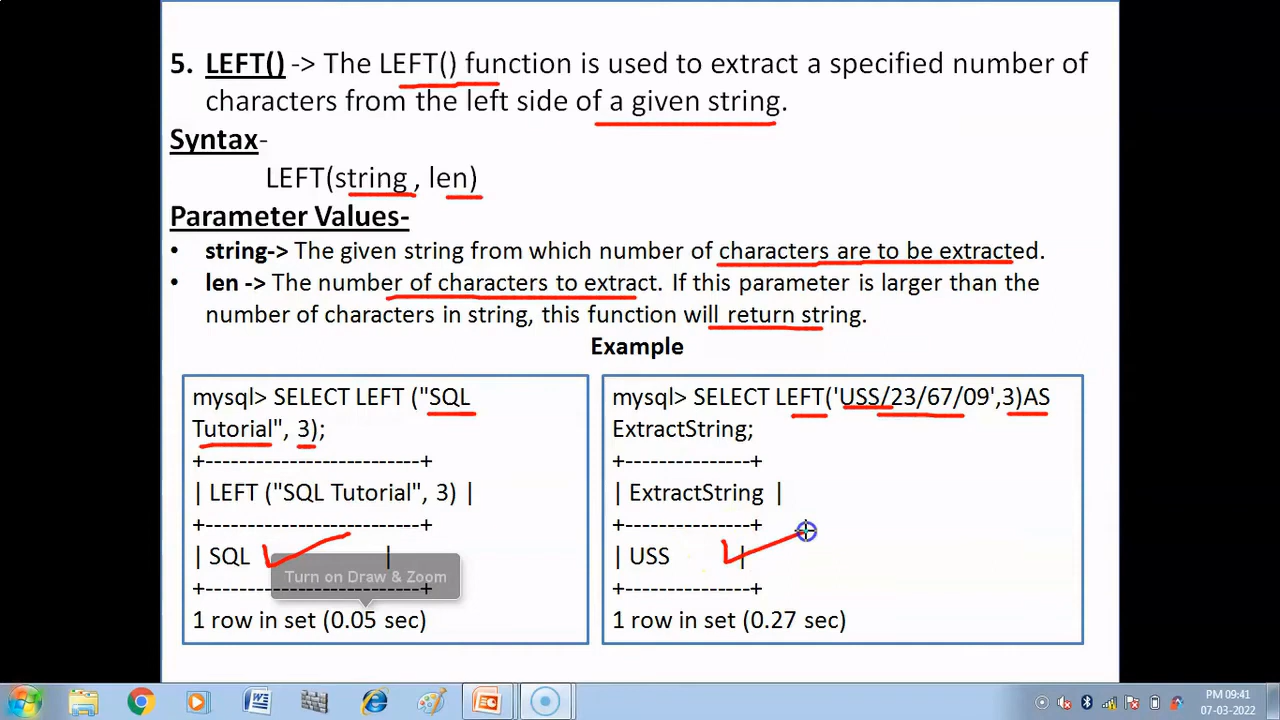 5. LEFT() -> The LEFT() function is used to extract a specified number of
characters from the left side of a given string.
Syntax-
LEFT(string , len)
Parameter Values-
• string-> The given string from which number of characters are to be extracted.
• len -> The number of characters to extract. If this parameter is larger than the
number of characters in string, this function will return string.
Example
mysql> SELECT LEFT ("SQL
Tutorial", 3);
+-------------------------+
| LEFT ("SQL Tutorial", 3) |
+-------------------------+
| SQL |
+-------------------------+
1 row in set (0.05 sec)
Turn on Draw & Zoom
mysql> SELECT LEFT('USS/23/67/09',3)AS
ExtractString;
+---------------+
| ExtractString |
+---------------+
| USS |
+---------------+
1 row in set (0.27 sec)
PM 09:41
07-03-2022